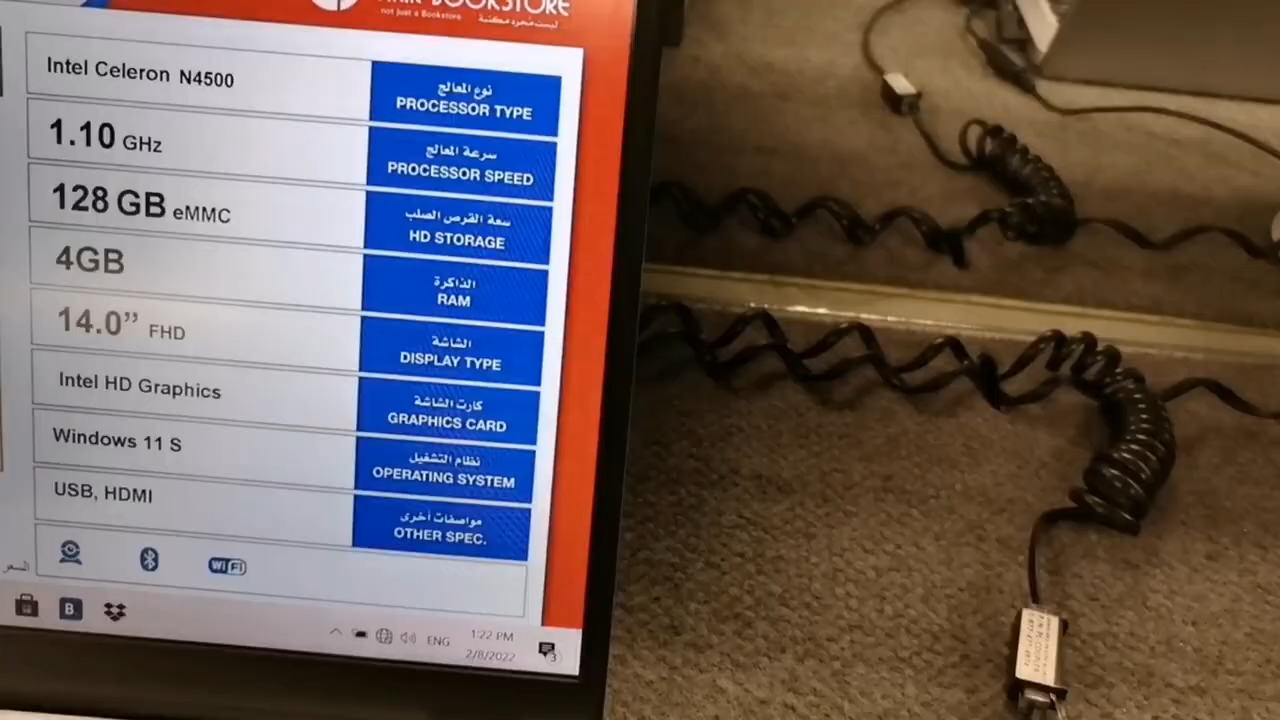 BOOKSTORE
not just a Bookstore ليست مجرد مكتبة
Intel Celeron N4500
نوع المعالج
PROCESSOR TYPE
1.10 GHz
سرعة المعالج
PROCESSOR SPEED
128 GB eMMC
سعة القرص الصلب
HD STORAGE
4GB
الذاكرة
RAM
14.0” FHD
الشاشة
DISPLAY TYPE
Intel HD Graphics
كارت الشاشة
GRAPHICS CARD
Windows 11 S
نظام التشغيل
OPERATING SYSTEM
USB, HDMI
مواصفات أخرى
OTHER SPEC.
WiFi
السعر
B.
ENG
1:22 PM
2/8/2022
3